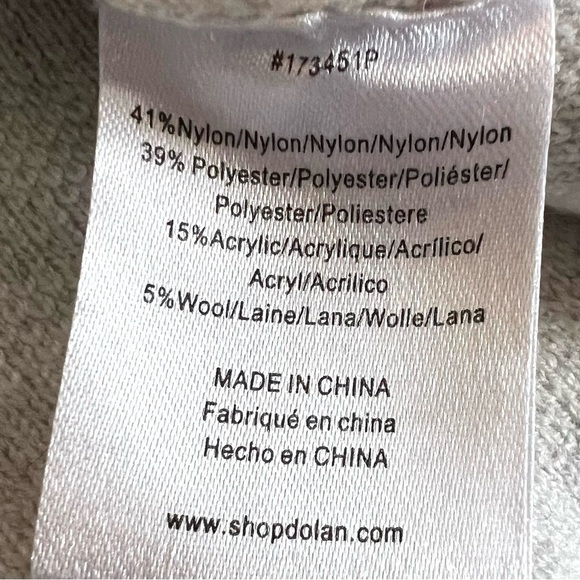 #173451P
41%Nylon/Nylon/Nylon/Nylon/Nylon
39% Polyester/Polyester/Poliéster/
Polyester/Poliestere
15%Acrylic/Acrylique/Acrílico/
Acryl/Acrilico
5%Wool/Laine/Lana/Wolle/Lana
MADE IN CHINA
Fabriqué en china
Hecho en CHINA
www.shopdolan.com